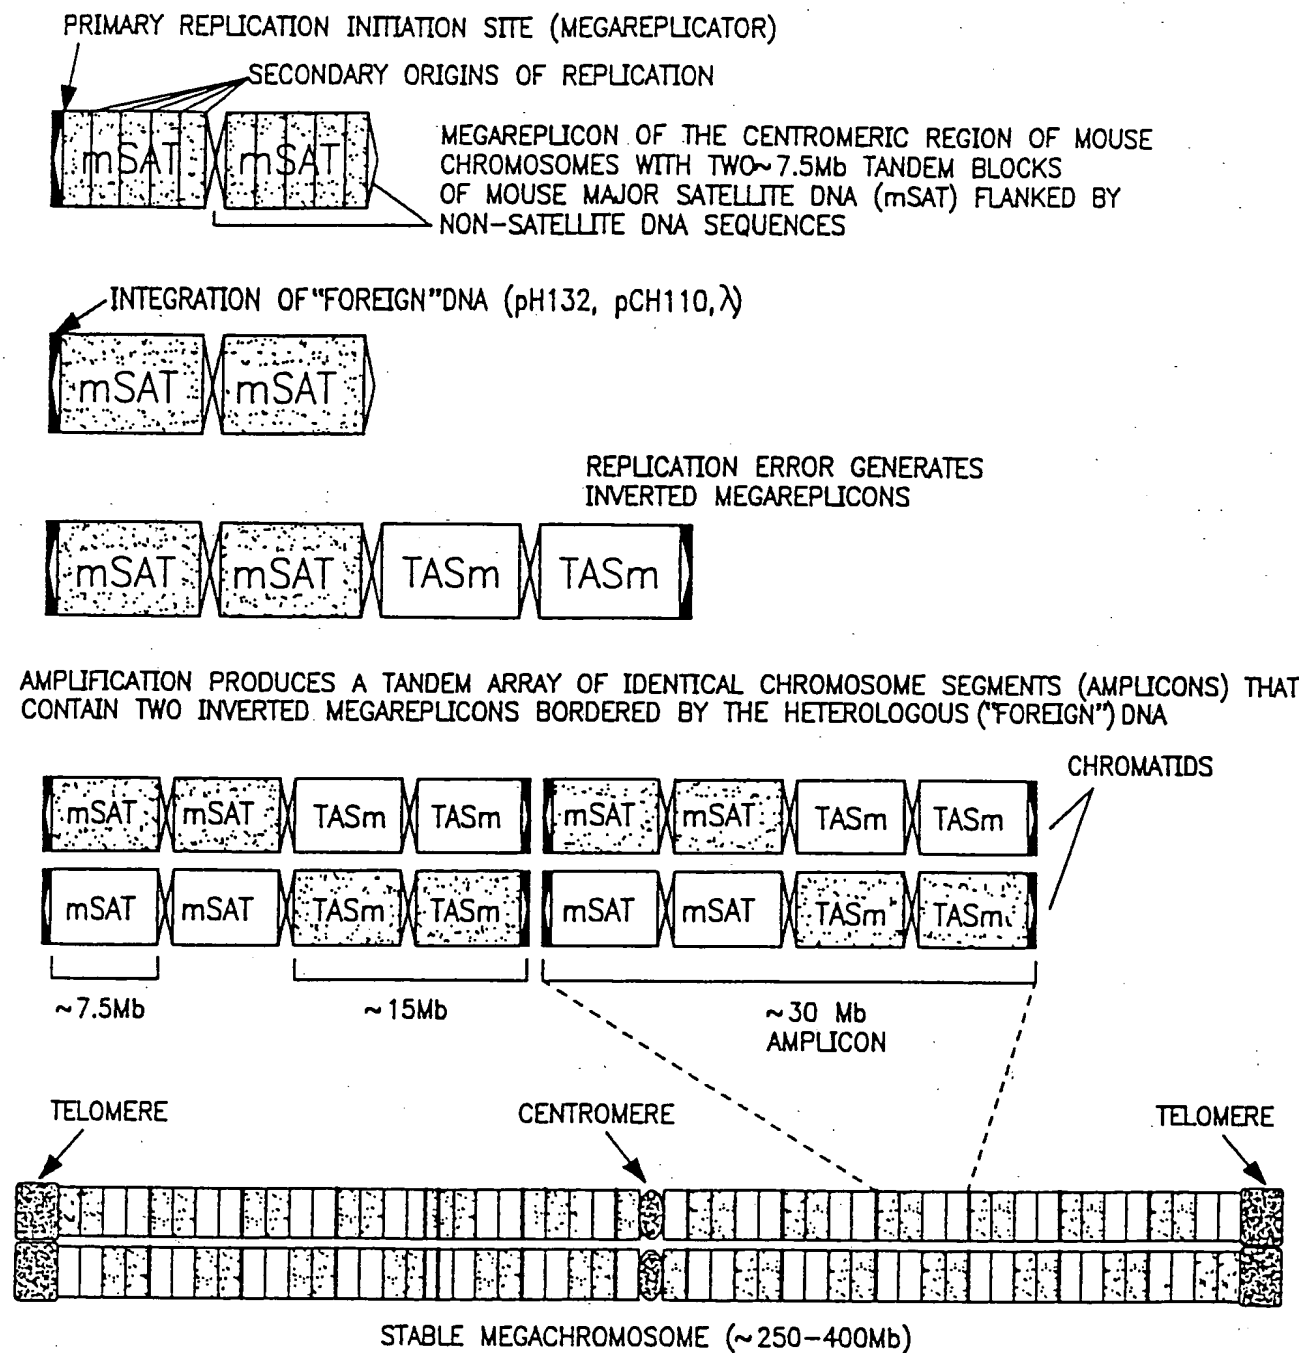 PRIMARY REPLICATION INITIATION SITE (MEGAREPLICATOR)
SECONDARY ORIGINS OF REPLICATION
mSAT mSAT
MEGAREPLICON OF THE CENTROMERIC REGION OF MOUSE
CHROMOSOMES WITH TWO~7.5Mb TANDEM BLOCKS
OF MOUSE MAJOR SATELLITE DNA (mSAT) FLANKED BY
NON-SATELLITE DNA SEQUENCES
INTEGRATION OF "FOREIGN" DNA (pH132, pCH110, λ)
mSAT mSAT
REPLICATION ERROR GENERATES
INVERTED MEGAREPLICONS
mSAT mSAT TASm TASm
AMPLIFICATION PRODUCES A TANDEM ARRAY OF IDENTICAL CHROMOSOME SEGMENTS (AMPLICONS) THAT
CONTAIN TWO INVERTED MEGAREPLICONS BORDERED BY THE HETEROLOGOUS ("FOREIGN") DNA
CHROMATIDS
mSAT mSAT TASm TASm mSAT mSAT TASm TASm
mSAT mSAT TASm TASm mSAT mSAT TASm TASm
~7.5Mb ~15Mb ~30 Mb
AMPLICON
TELOMERE CENTROMERE TELOMERE
STABLE MEGACHROMOSOME (~250-400Mb)